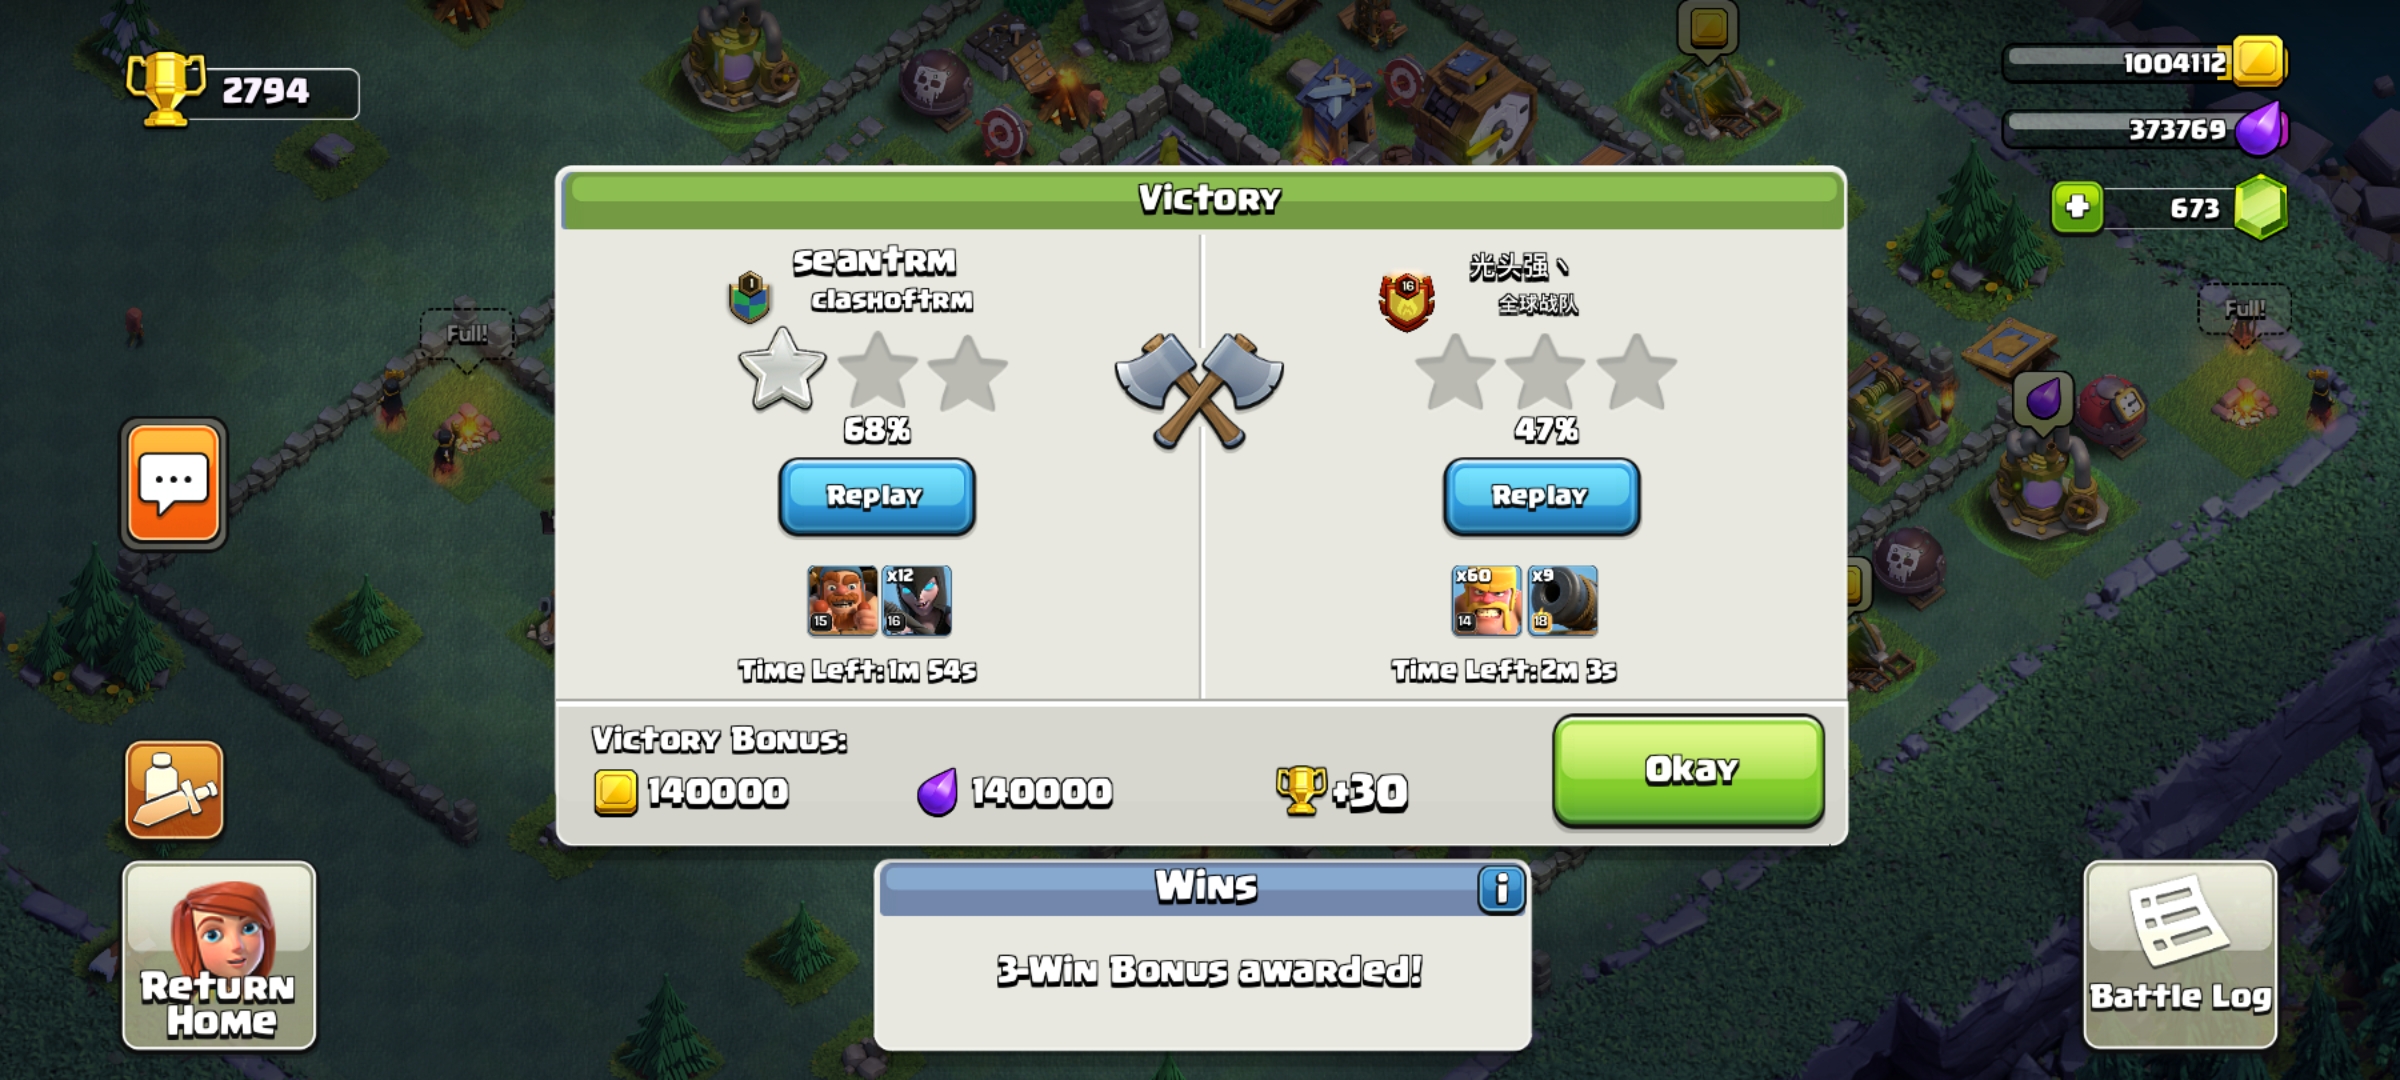 2794
1004112
373769
673
Victory
seantRM
clashoftRM
1
68%
Replay
15
x12
16
Time Left:1m 54s
光头强丶
全球战队
16
47%
Replay
x60
14
x9
18
Time Left:2m 3s
Victory Bonus:
140000
140000
+30
Okay
Wins
i
3-Win Bonus awarded!
Full!
Full!
Return
Home
Battle Log